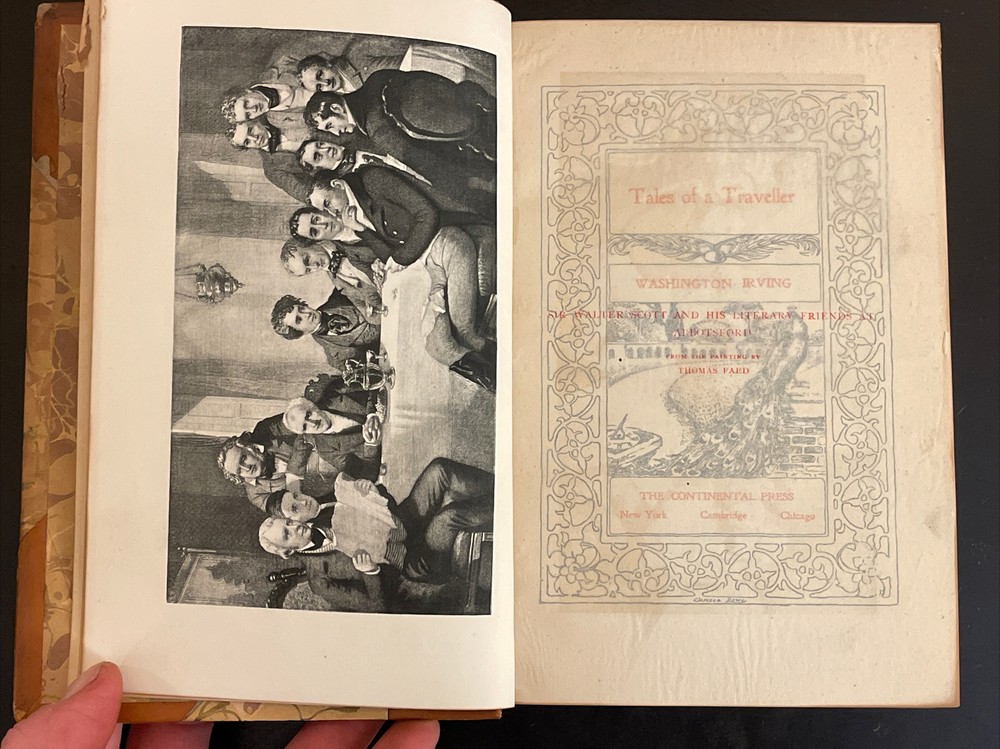 Tales of a Traveller
WASHINGTON IRVING
SIR WALTER SCOTT AND HIS LITERARY FRIENDS AT
ABBOTSFORD
FROM THE PAINTING BY
THOMAS FAED
THE CONTINENTAL PRESS
New York Cambridge Chicago